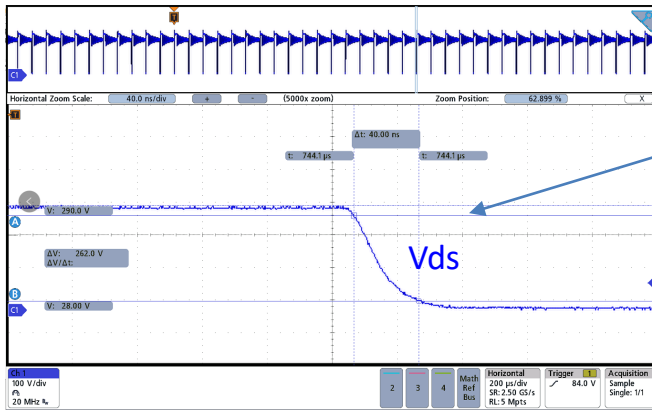 T
C1
Horizontal Zoom Scale: 40.0 ns/div + - (5000x zoom) Zoom Position: 62.899 % X
T
Δt: 40.00 ns
t: 744.1 µs t: 744.1 µs
V: 290.0 V
A
Vds
ΔV: 262.0 V
ΔV/Δt:
B
V: 28.00 V
C1
Ch 1
100 V/div
20 MHz
2 3 4
Math
Ref
Bus
Horizontal
200 µs/div
SR: 2.50 GS/s
RL: 5 Mpts
Trigger 1
84.0 V
Acquisition
Sample
Single: 1/1